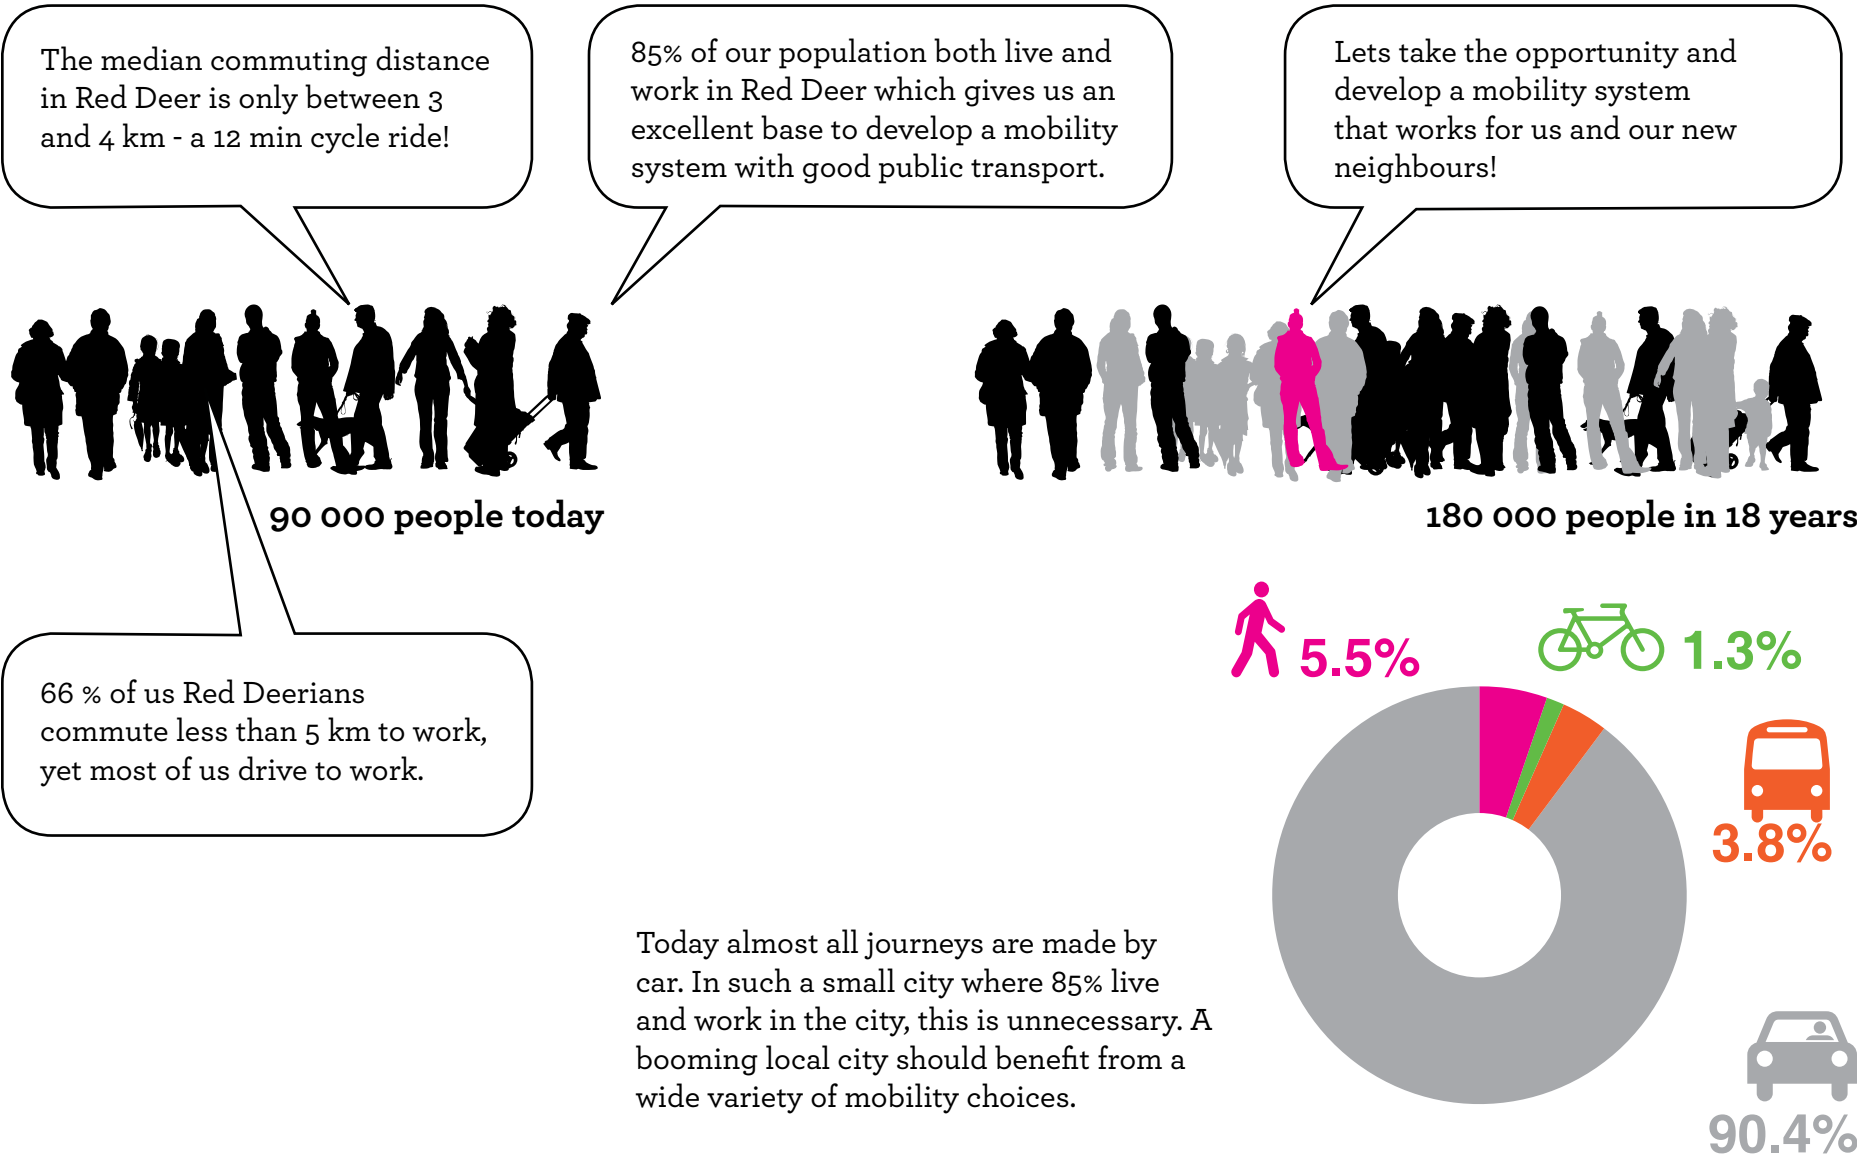 The median commuting distance
in Red Deer is only between 3
and 4 km - a 12 min cycle ride!
85% of our population both live and
work in Red Deer which gives us an
excellent base to develop a mobility
system with good public transport.
Lets take the opportunity and
develop a mobility system
that works for us and our new
neighbours!
90 000 people today
180 000 people in 18 years
66 % of us Red Deerians
commute less than 5 km to work,
yet most of us drive to work.
5.5%
1.3%
3.8%
90.4%
Today almost all journeys are made by
car. In such a small city where 85% live
and work in the city, this is unnecessary. A
booming local city should benefit from a
wide variety of mobility choices.